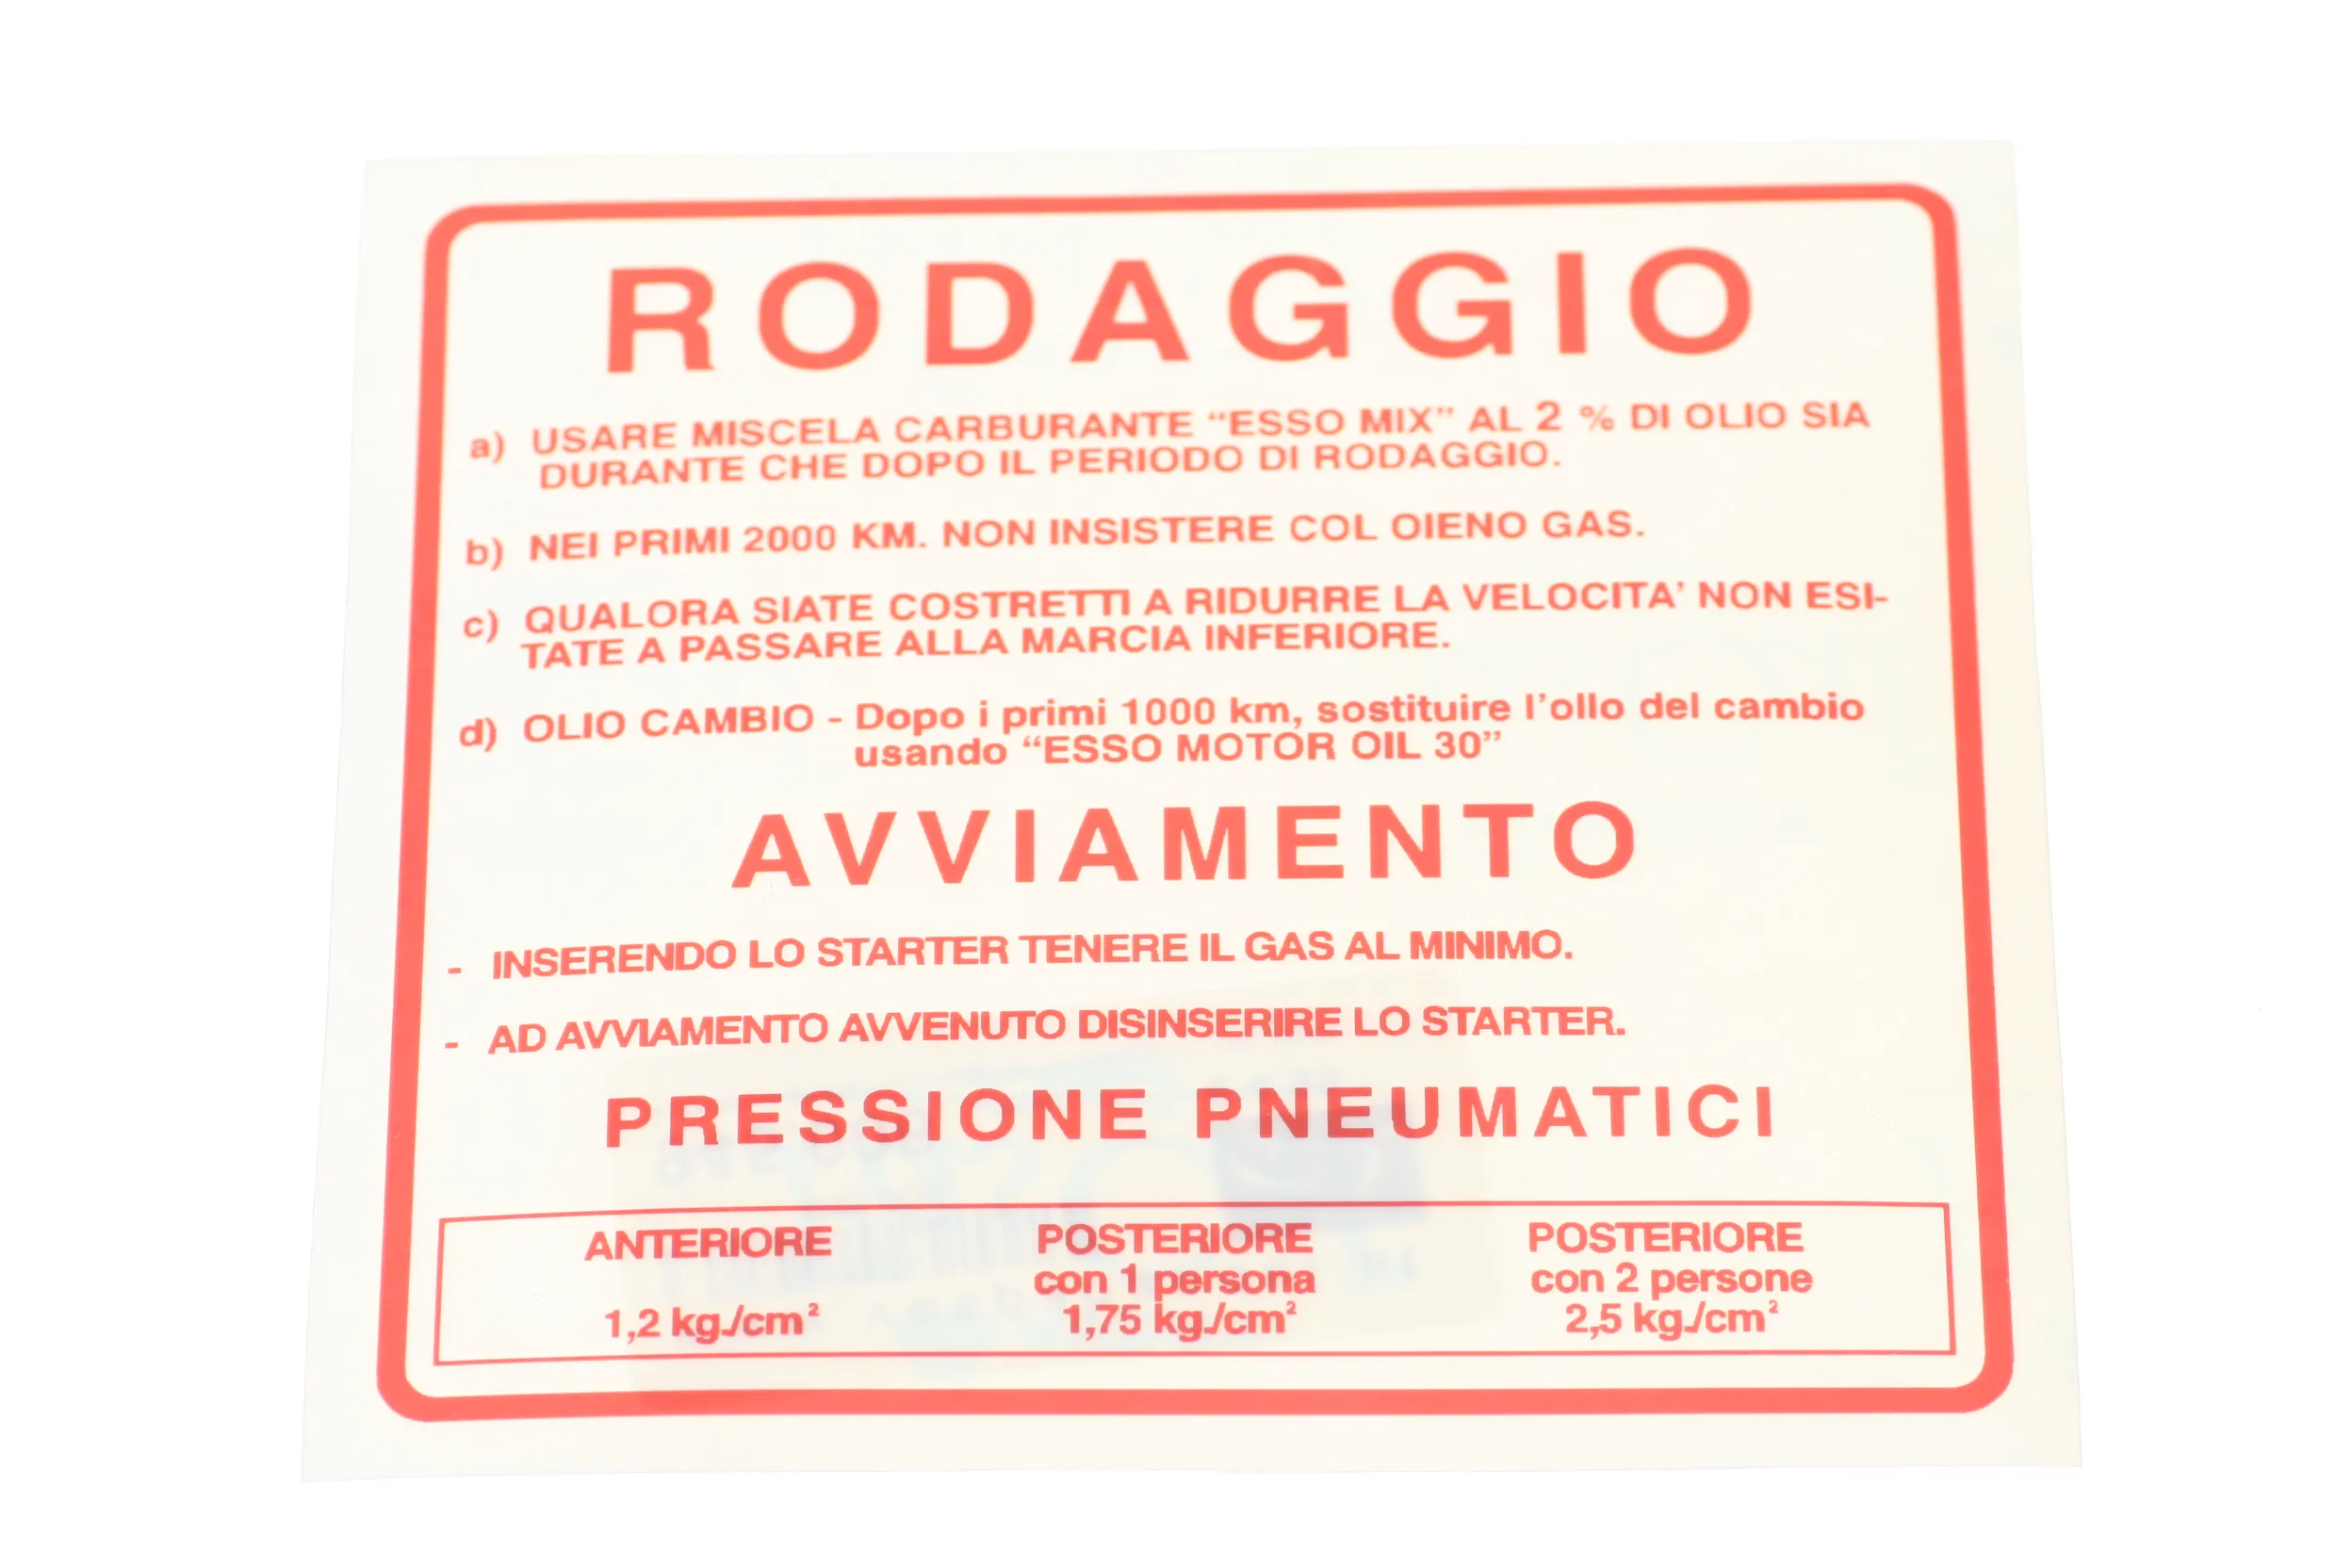 RODAGGIO
a) USARE MISCELA CARBURANTE “ESSO MIX” AL 2 % DI OLIO SIA
DURANTE CHE DOPO IL PERIODO DI RODAGGIO.
b) NEI PRIMI 2000 KM. NON INSISTERE COL OIENO GAS.
c) QUALORA SIATE COSTRETTI A RIDURRE LA VELOCITA’ NON ESI-
TATE A PASSARE ALLA MARCIA INFERIORE.
d) OLIO CAMBIO - Dopo i primi 1000 km, sostituire l’ollo del cambio
usando “ESSO MOTOR OIL 30”
AVVIAMENTO
- INSERENDO LO STARTER TENERE IL GAS AL MINIMO.
- AD AVVIAMENTO AVVENUTO DISINSERIRE LO STARTER.
PRESSIONE PNEUMATICI
ANTERIORE POSTERIORE POSTERIORE
con 1 persona con 2 persone
1,2 kg./cm² 1,75 kg./cm² 2,5 kg./cm²